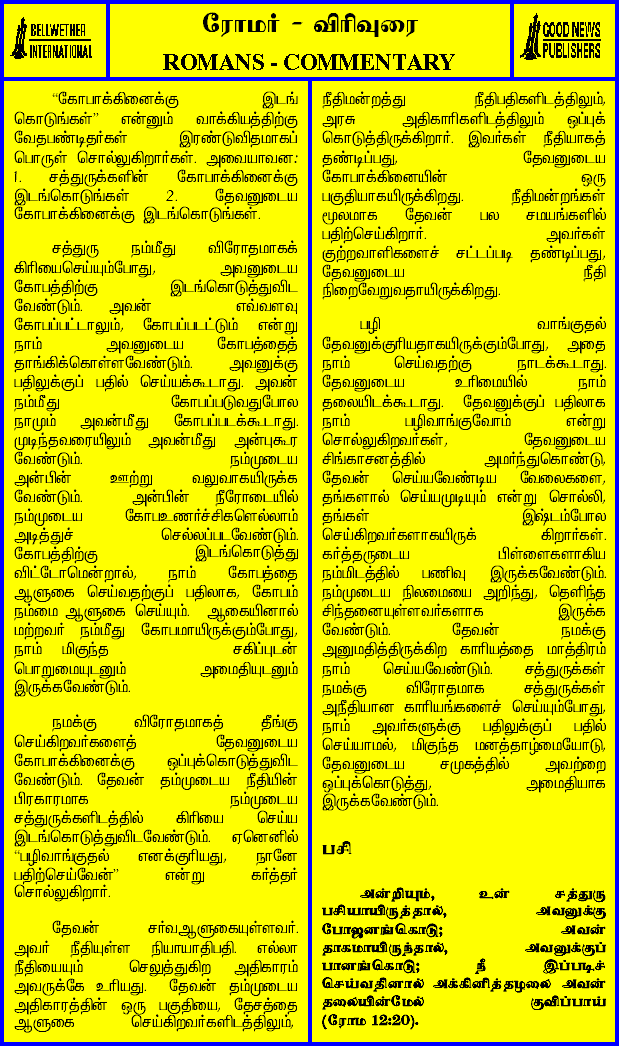 BELLWETHER
INTERNATIONAL
ரோமர் - விரிவுரை
ROMANS - COMMENTARY
GOOD NEWS
PUBLISHERS
“கோபாக்கினைக்கு இடங்
கொடுங்கள்” என்னும் வாக்கியத்திற்கு
வேதபண்டிதர்கள் இரண்டுவிதமாகப்
பொருள் சொல்லுகிறார்கள். அவையாவன:
1. சத்துருக்களின் கோபாக்கினைக்கு
இடங்கொடுங்கள் 2. தேவனுடைய
கோபாக்கினைக்கு இடங்கொடுங்கள்.
சத்துரு நம்மீது விரோதமாகக்
கிரியைசெய்யும்போது, அவனுடைய
கோபத்திற்கு இடங்கொடுத்துவிட
வேண்டும். அவன் எவ்வளவு
கோபப்பட்டாலும், கோபப்படட்டும் என்று
நாம் அவனுடைய கோபத்தைத்
தாங்கிக்கொள்ளவேண்டும். அவனுக்கு
பதிலுக்குப் பதில் செய்யக்கூடாது. அவன்
நம்மீது கோபப்படுவதுபோல
நாமும் அவன்மீது கோபப்படக்கூடாது.
முடிந்தவரையிலும் அவன்மீது அன்புகூர
வேண்டும். நம்முடைய
அன்பின் ஊற்று வலுவாகயிருக்க
வேண்டும். அன்பின் நீரோடையில்
நம்முடைய கோபஉணர்ச்சிகளெல்லாம்
அடித்துச் செல்லப்படவேண்டும்.
கோபத்திற்கு இடங்கொடுத்து
விட்டோமென்றால், நாம் கோபத்தை
ஆளுகை செய்வதற்குப் பதிலாக, கோபம்
நம்மை ஆளுகை செய்யும். ஆகையினால்
மற்றவர் நம்மீது கோபமாயிருக்கும்போது,
நாம் மிகுந்த சகிப்புடன்
பொறுமையுடனும் அமைதியுடனும்
இருக்கவேண்டும்.
நமக்கு விரோதமாகத் தீங்கு
செய்கிறவர்களைத் தேவனுடைய
கோபாக்கினைக்கு ஒப்புக்கொடுத்துவிட
வேண்டும். தேவன் தம்முடைய நீதியின்
பிரகாரமாக நம்முடைய
சத்துருக்களிடத்தில் கிரியை செய்ய
இடங்கொடுத்துவிடவேண்டும். ஏனெனில்
“பழிவாங்குதல் எனக்குரியது, நானே
பதிற்செய்வேன்” என்று கர்த்தர்
சொல்லுகிறார்.
தேவன் சர்வஆளுகையுள்ளவர்.
அவர் நீதியுள்ள நியாயாதிபதி. எல்லா
நீதியையும் செலுத்துகிற அதிகாரம்
அவருக்கே உரியது. தேவன் தம்முடைய
அதிகாரத்தின் ஒரு பகுதியை, தேசத்தை
ஆளுகை செய்கிறவர்களிடத்திலும்,
நீதிமன்றத்து நீதிபதிகளிடத்திலும்,
அரசு அதிகாரிகளிடத்திலும் ஒப்புக்
கொடுத்திருக்கிறார். இவர்கள் நீதியாகத்
தண்டிப்பது, தேவனுடைய
கோபாக்கினையின் ஒரு
பகுதியாகயிருக்கிறது. நீதிமன்றங்கள்
மூலமாக தேவன் பல சமயங்களில்
பதிற்செய்கிறார். அவர்கள்
குற்றவாளிகளைச் சட்டப்படி தண்டிப்பது,
தேவனுடைய நீதி
நிறைவேறுவதாயிருக்கிறது.
பழி வாங்குதல்
தேவனுக்குரியதாகயிருக்கும்போது, அதை
நாம் செய்வதற்கு நாடக்கூடாது.
தேவனுடைய உரிமையில் நாம்
தலையிடக்கூடாது. தேவனுக்குப் பதிலாக
நாம் பழிவாங்குவோம் என்று
சொல்லுகிறவர்கள், தேவனுடைய
சிங்காசனத்தில் அமர்ந்துகொண்டு,
தேவன் செய்யவேண்டிய வேலைகளை,
தங்களால் செய்யமுடியும் என்று சொல்லி,
தங்கள் இஷ்டம்போல
செய்கிறவர்களாகயிருக் கிறார்கள்.
கர்த்தருடைய பிள்ளைகளாகிய
நம்மிடத்தில் பணிவு இருக்கவேண்டும்.
நம்முடைய நிலமையை அறிந்து, தெளிந்த
சிந்தனையுள்ளவர்களாக இருக்க
வேண்டும். தேவன் நமக்கு
அனுமதித்திருக்கிற காரியத்தை மாத்திரம்
நாம் செய்யவேண்டும். சத்துருக்கள்
நமக்கு விரோதமாக சத்துருக்கள்
அநீதியான காரியங்களைச் செய்யும்போது,
நாம் அவர்களுக்கு பதிலுக்குப் பதில்
செய்யாமல், மிகுந்த மனத்தாழ்மையோடு,
தேவனுடைய சமுகத்தில் அவற்றை
ஒப்புக்கொடுத்து, அமைதியாக
இருக்கவேண்டும்.
பசி
அன்றியும், உன் சத்துரு
பசியாயிருத்தால், அவனுக்கு
போஜனங்கொடு; அவன்
தாகமாயிருந்தால், அவனுக்குப்
பானங்கொடு; நீ இப்படிச்
செய்வதினால் அக்கினித்தழலை அவன்
தலையின்மேல் குவிப்பாய்
(ரோம 12:20).